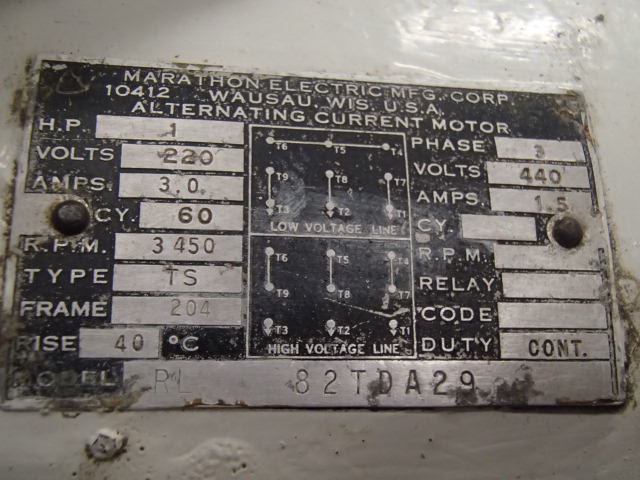 MARATHON ELECTRIC MFG. CORP.
10412 WAUSAU, WIS. U.S.A.
ALTERNATING CURRENT MOTOR
H.P. 1
VOLTS 220
AMPS. 3.0
CY. 60
R.P.M. 3450
TYPE TS
FRAME 204
RISE 40 °C
T6 T5 T4
T9 T8 T7
T3 T2 T1
LOW VOLTAGE LINE
T6 T5 T4
T9 T8 T7
T3 T2 T1
HIGH VOLTAGE LINE
PHASE 3
VOLTS 440
AMPS. 1.5
CY.
R.P.M.
RELAY
CODE
DUTY CONT.
MODEL RL 82TDA29